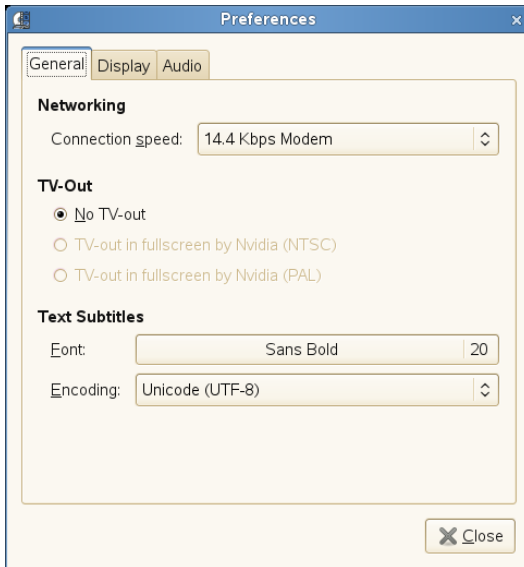 Preferences
General Display Audio
Networking
Connection speed: 14.4 Kbps Modem
TV-Out
No TV-out
TV-out in fullscreen by Nvidia (NTSC)
TV-out in fullscreen by Nvidia (PAL)
Text Subtitles
Font: Sans Bold 20
Encoding: Unicode (UTF-8)
Close